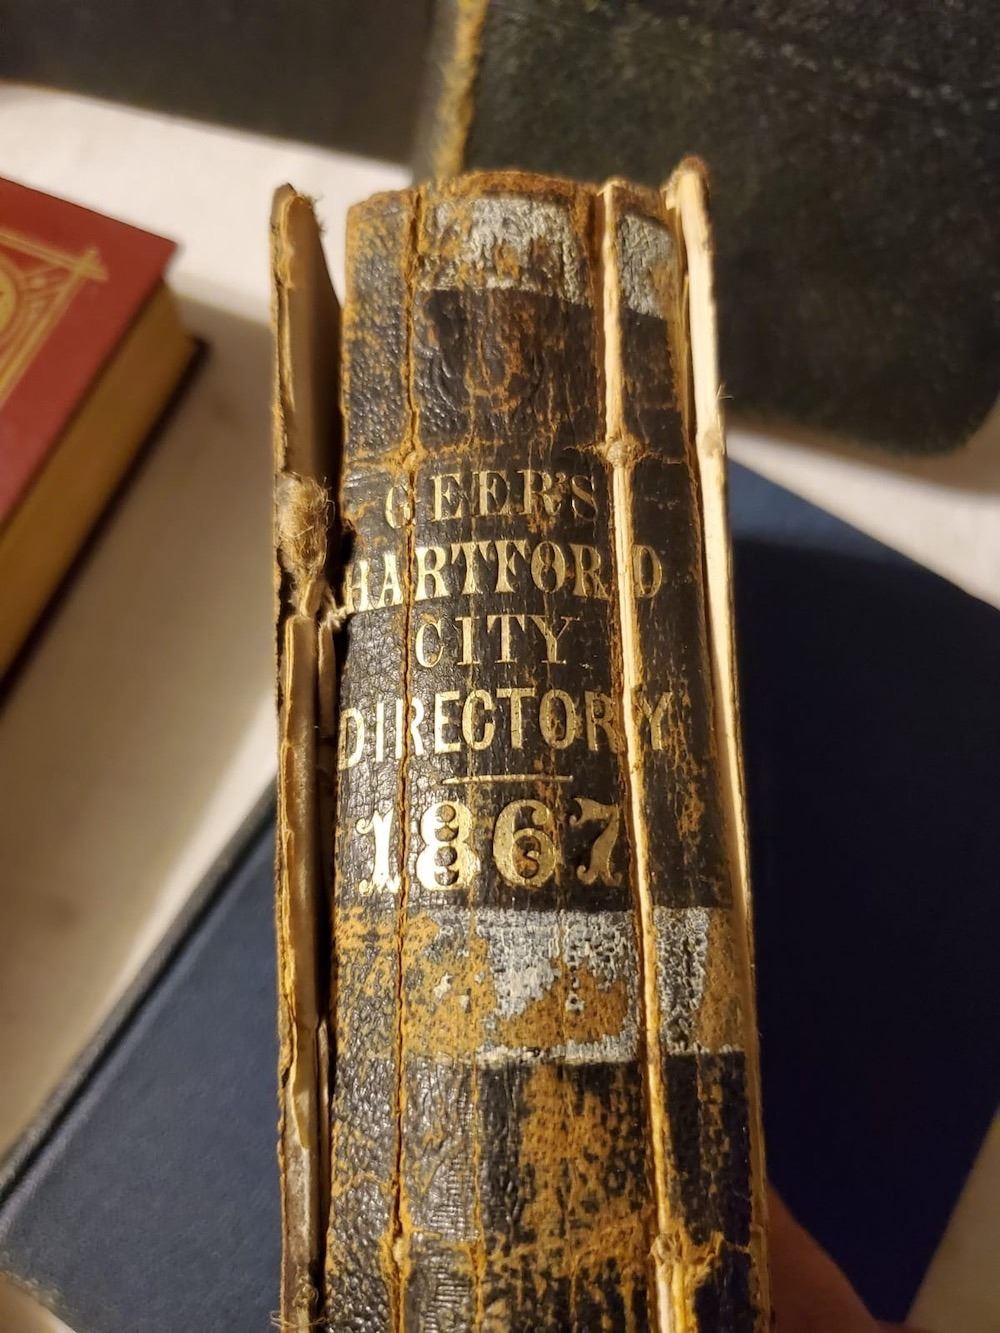 GEER'S
HARTFORD
CITY
DIRECTORY
1867